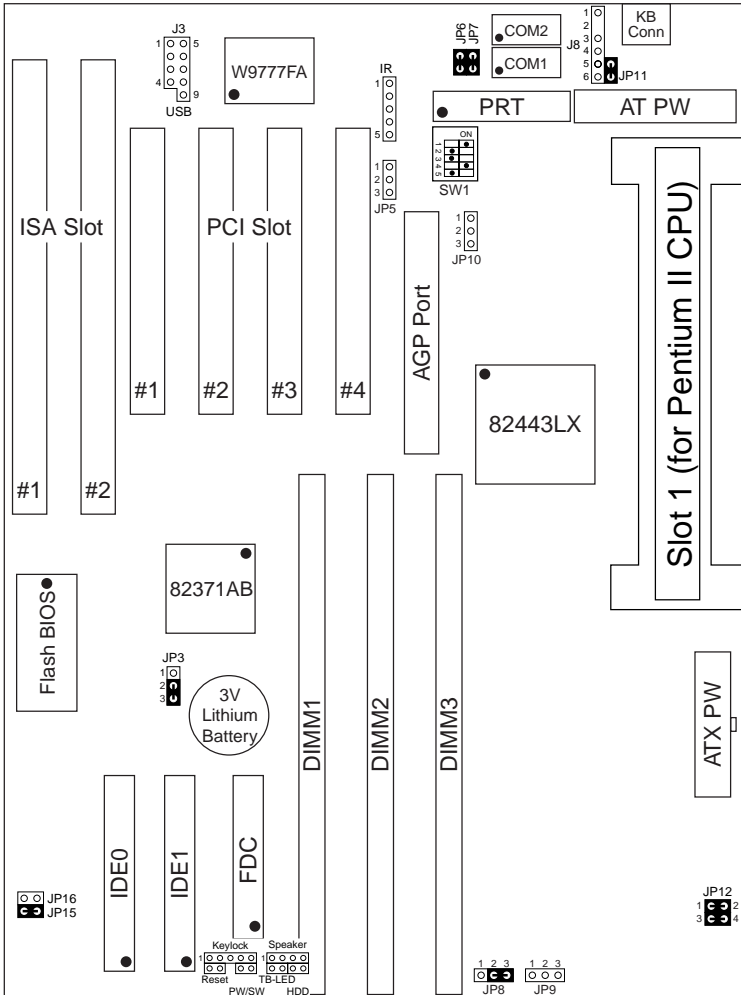 J3
1 5
4
9
USB
W9777FA
IR
1
5
JP6
JP7
COM2
COM1
J8
1
2
3
4
5
6
KB
Conn
JP11
PRT
AT PW
ON
1
2
3
4
5
SW1
1
2
3
JP5
1
2
3
JP10
ISA Slot
PCI Slot
AGP Port
#1
#2
#3
#4
#1
#2
82443LX
Slot 1 (for Pentium II CPU)
82371AB
Flash BIOS
JP3
1
2
3
3V
Lithium
Battery
DIMM1
DIMM2
DIMM3
ATX PW
IDE0
IDE1
FDC
JP16
JP15
JP12
1 2
3 4
Keylock
Speaker
1
1
Reset
TB-LED
PW/SW
HDD
1 2 3
JP8
1 2 3
JP9